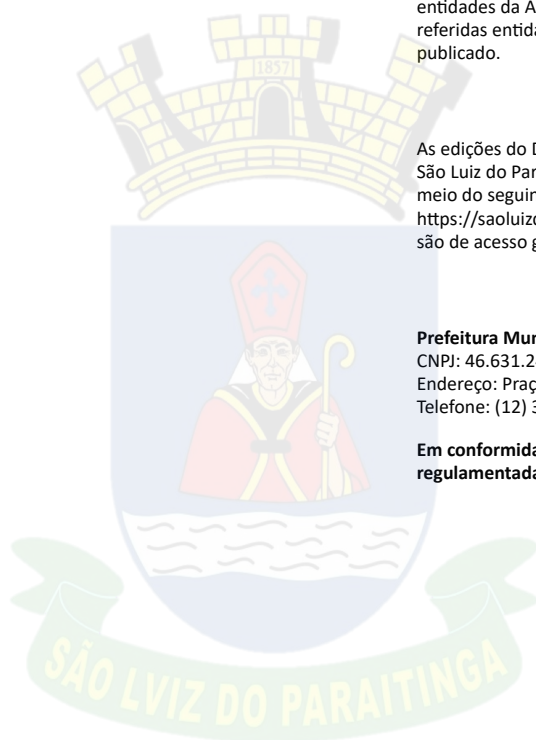 entidades da A
referidas entida
publicado.
1857
As edições do D
São Luiz do Par
meio do seguin
https://saoluizd
são de acesso g
Prefeitura Mun
CNPJ: 46.631.2
Endereço: Praç
Telefone: (12) 3
Em conformida
regulamentada
SÃO LVIZ DO PARAITINGA